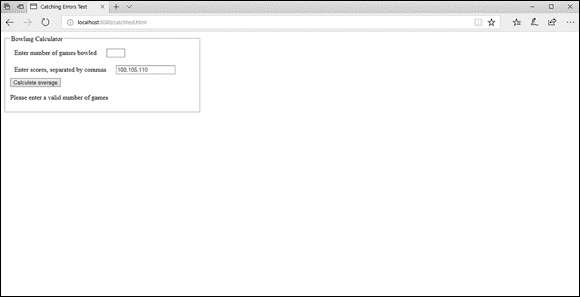 Catching Errors Test
localhost:8080/catchtest.html
Bowling Calculator
Enter number of games bowled
Enter scores, separated by commas 100,105,110
Calculate average
Please enter a valid number of games